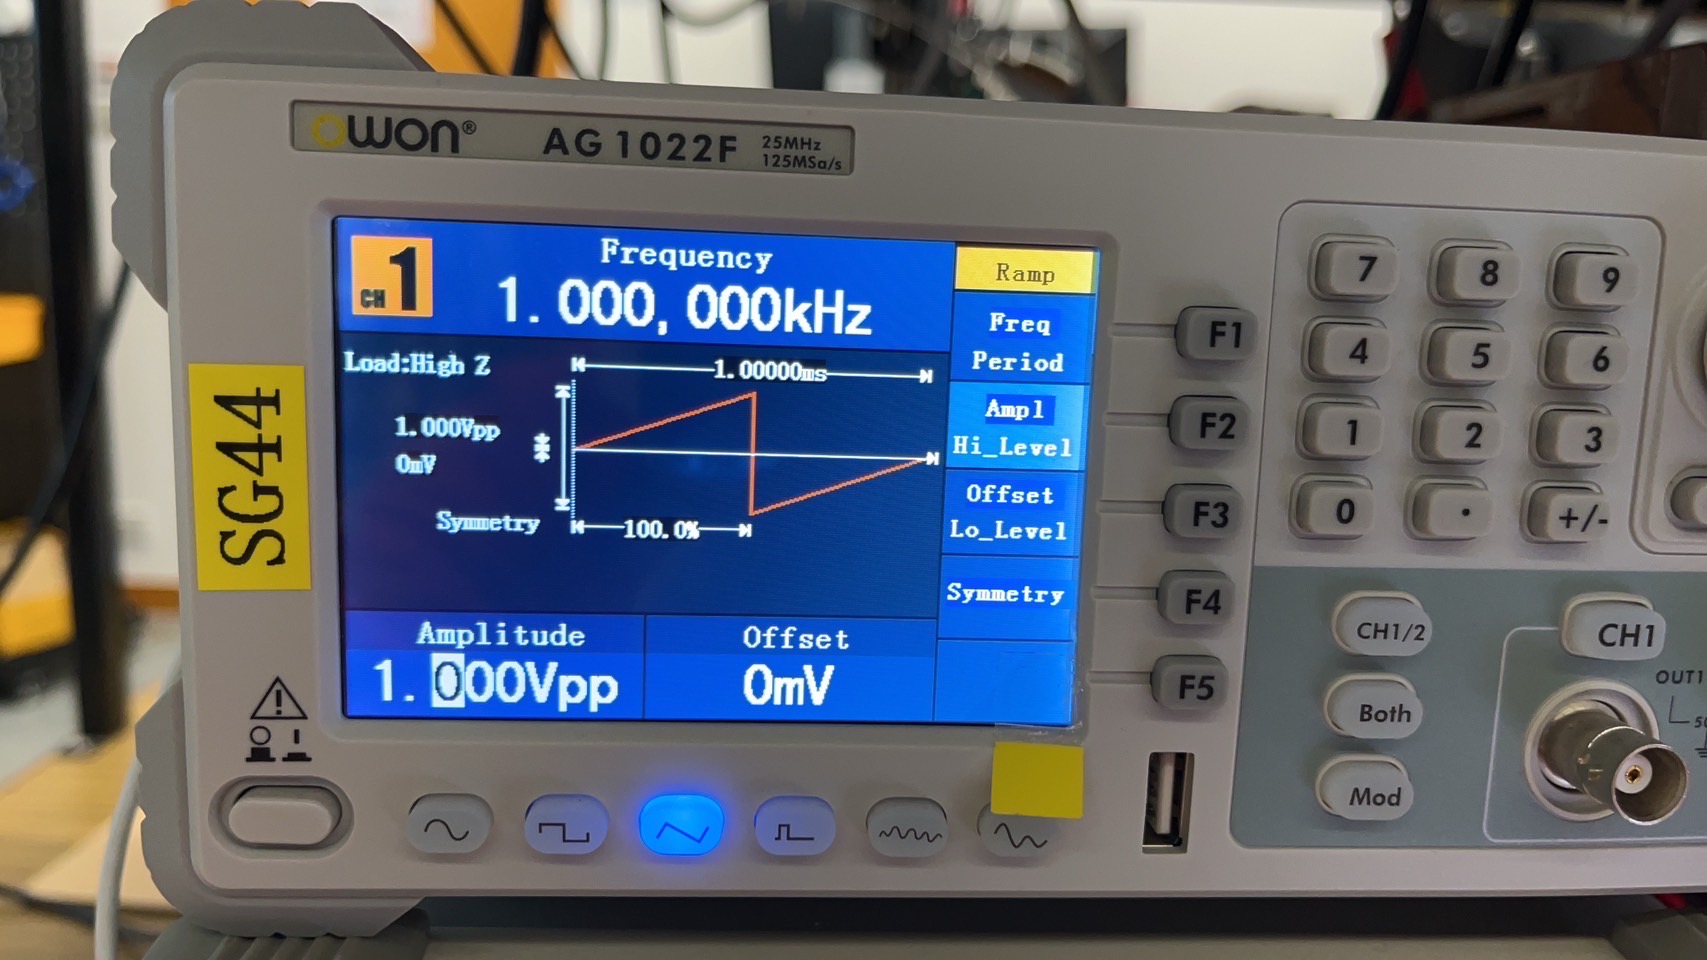 OWON® AG 1022F 25MHz
125MSa/s
CH 1
Frequency
1.000,000kHz
Load:High Z
1.00000ms
1.000Vpp
0mV
Symmetry
100.0%
Amplitude
1.000Vpp
Offset
0mV
Ramp
Freq
Period
Ampl
Hi_Level
Offset
Lo_Level
Symmetry
F1
F2
F3
F4
F5
7 8 9
4 5 6
1 2 3
0 . +/-
CH1/2
CH1
Both
Mod
OUT1
SG44